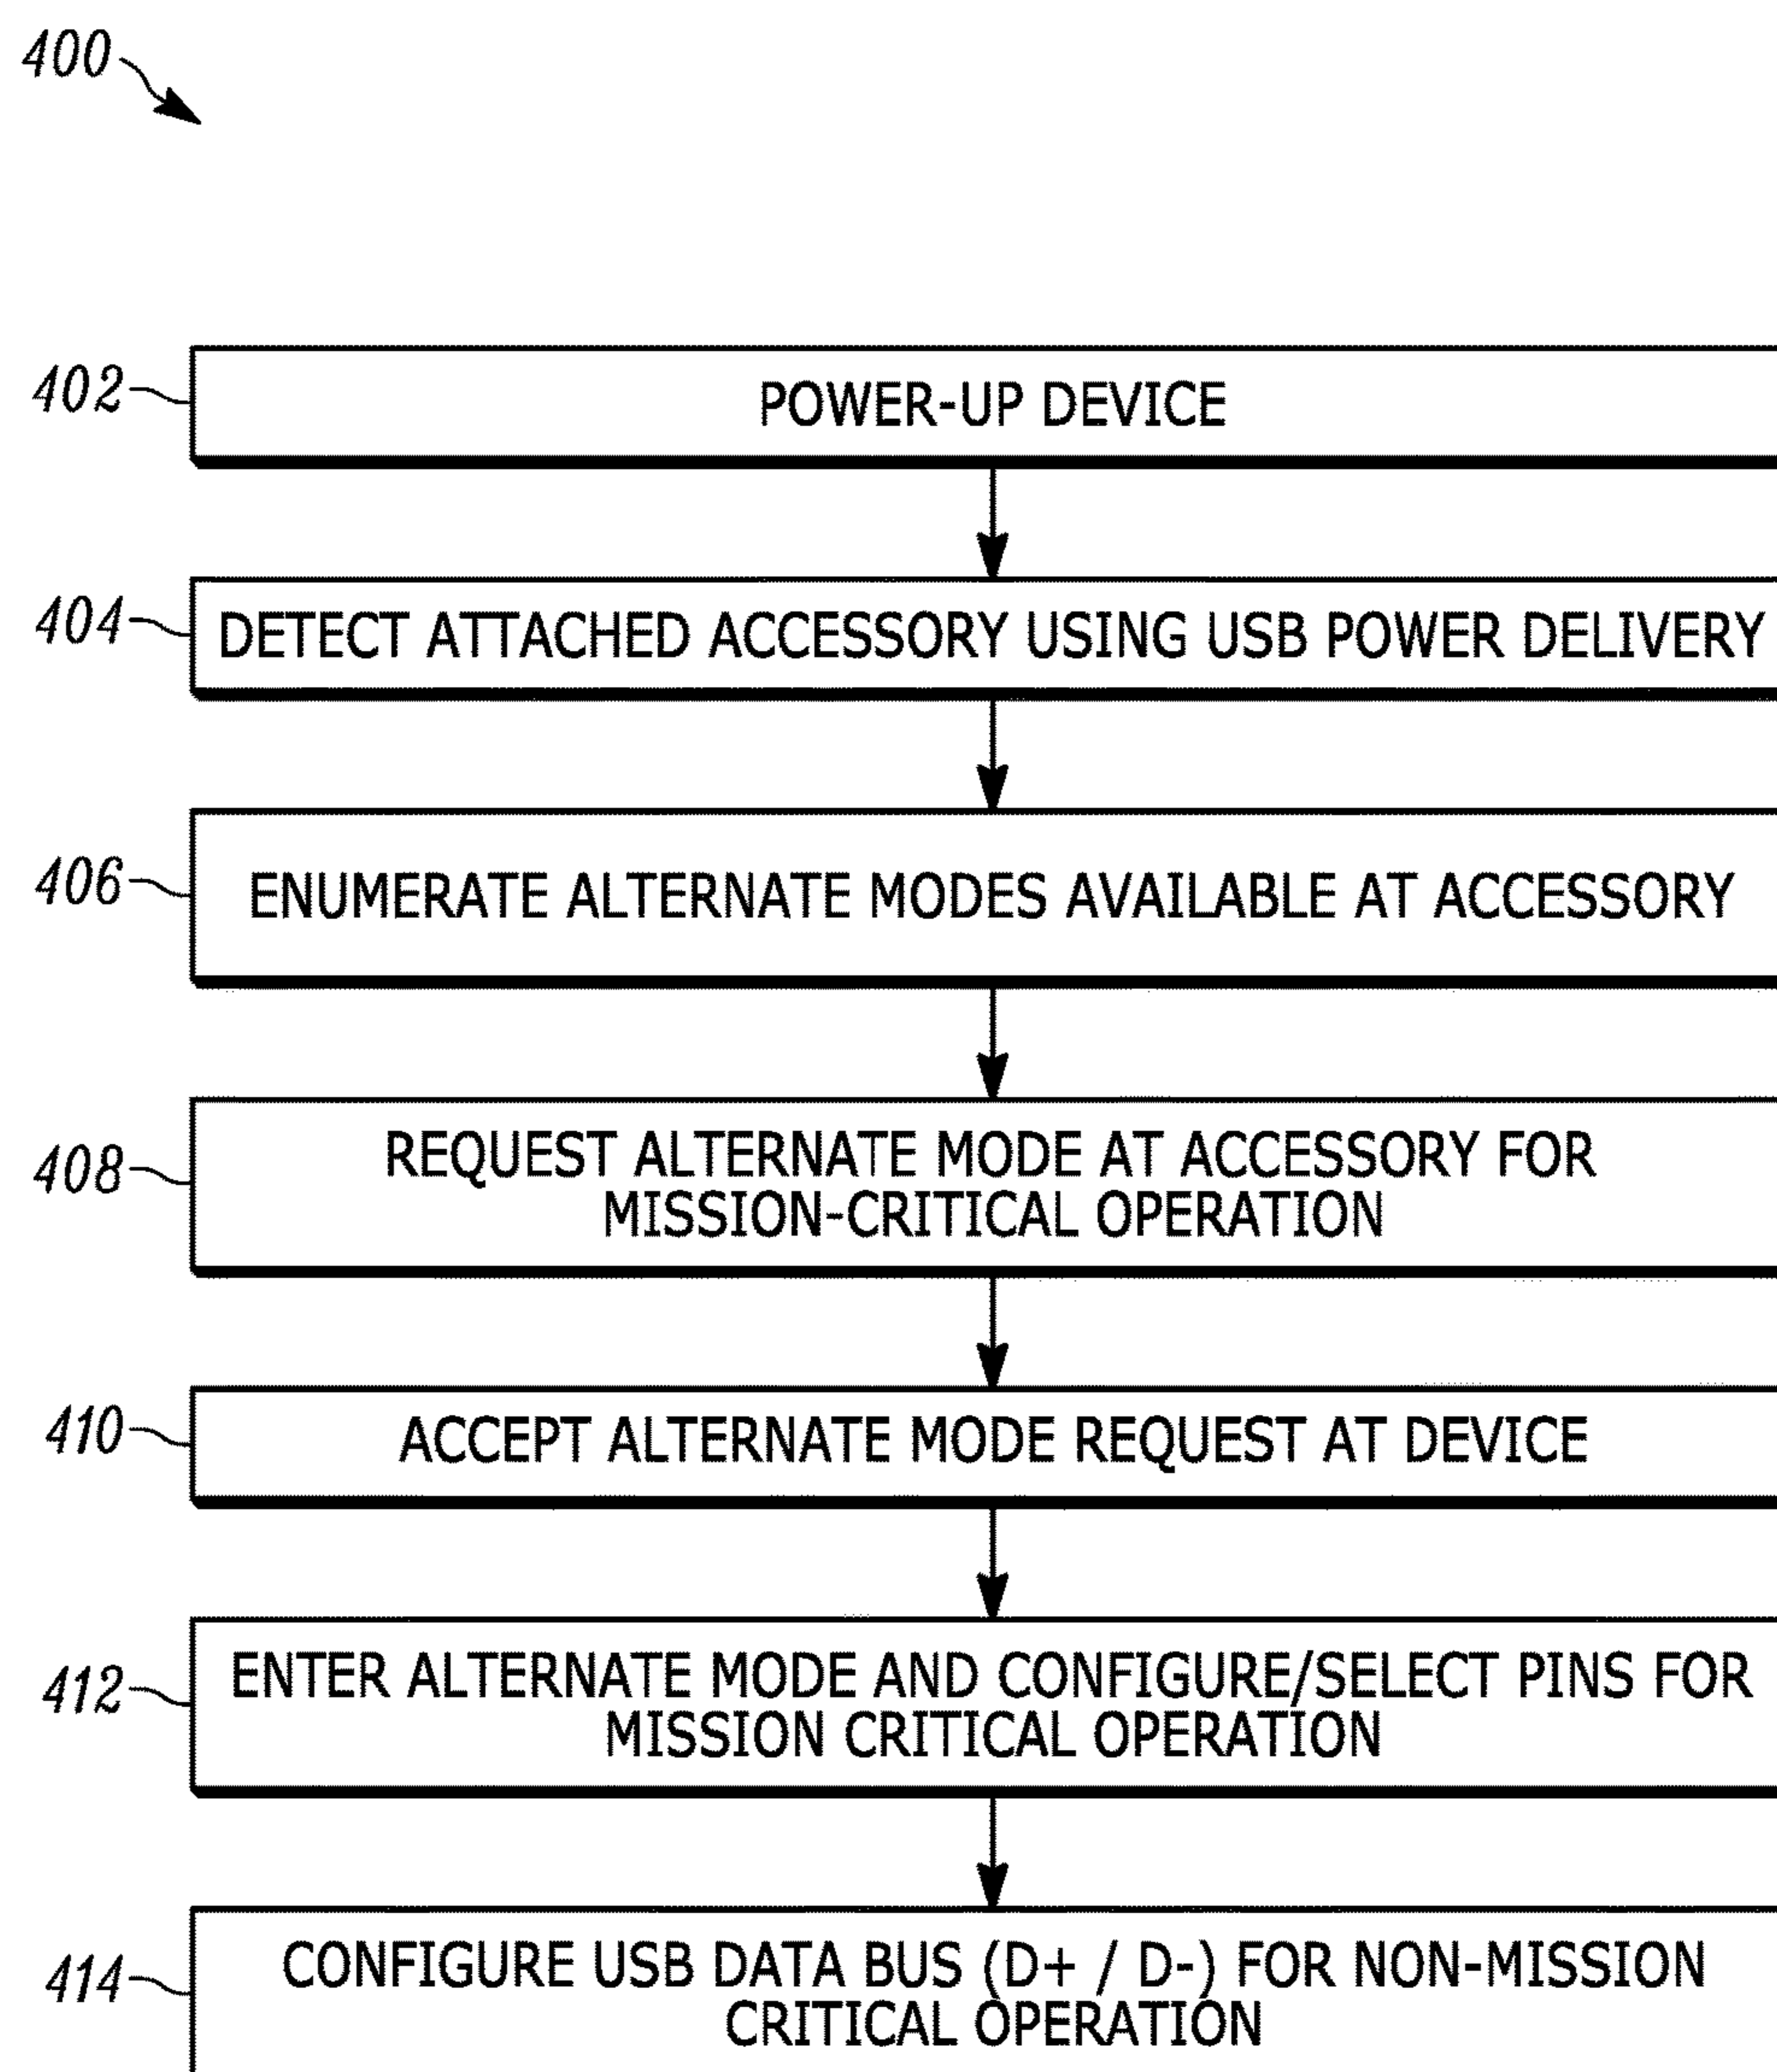 400
402
POWER-UP DEVICE
404
DETECT ATTACHED ACCESSORY USING USB POWER DELIVERY
406
ENUMERATE ALTERNATE MODES AVAILABLE AT ACCESSORY
408
REQUEST ALTERNATE MODE AT ACCESSORY FOR
MISSION-CRITICAL OPERATION
410
ACCEPT ALTERNATE MODE REQUEST AT DEVICE
412
ENTER ALTERNATE MODE AND CONFIGURE/SELECT PINS FOR
MISSION CRITICAL OPERATION
414
CONFIGURE USB DATA BUS (D+ / D-) FOR NON-MISSION
CRITICAL OPERATION